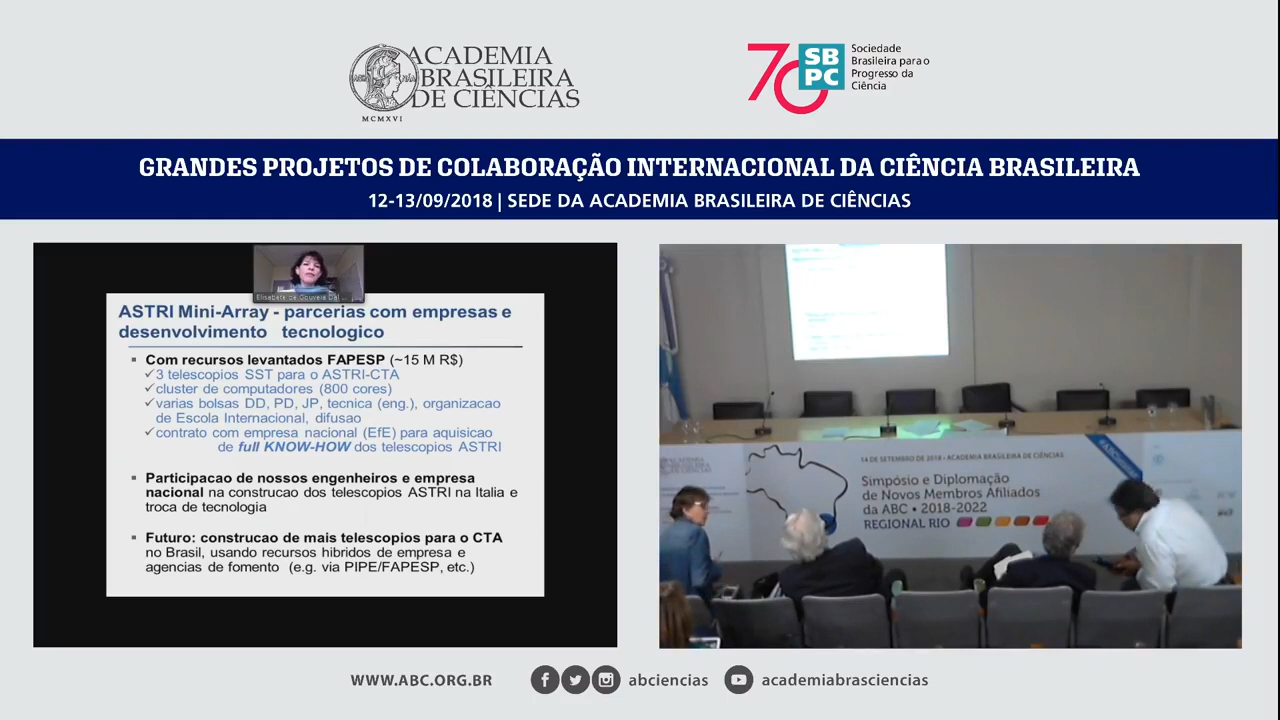 ACADEMIA
BRASILEIRA
DE CIÊNCIAS
MCMXVI
70
SB
PC
Sociedade
Brasileira para o
Progresso da
Ciência
GRANDES PROJETOS DE COLABORAÇÃO INTERNACIONAL DA CIÊNCIA BRASILEIRA
12-13/09/2018 | SEDE DA ACADEMIA BRASILEIRA DE CIÊNCIAS
Elisabete de Gouveia Dal ...
ASTRI Mini-Array - parcerias com empresas e
desenvolvimento tecnologico
Com recursos levantados FAPESP (~15 M R$)
✓3 telescopios SST para o ASTRI-CTA
✓cluster de computadores (800 cores)
✓varias bolsas DD, PD, JP, tecnica (eng.), organizacao
de Escola Internacional, difusao
✓contrato com empresa nacional (EfE) para aquisicao
de full KNOW-HOW dos telescopios ASTRI
Participacao de nossos engenheiros e empresa
nacional na construcao dos telescopios ASTRI na Italia e
troca de tecnologia
Futuro: construcao de mais telescopios para o CTA
no Brasil, usando recursos hibridos de empresa e
agencias de fomento (e.g. via PIPE/FAPESP, etc.)
14 DE SETEMBRO DE 2018 • ACADEMIA BRASILEIRA DE CIÊNCIAS
Simpósio e Diplomação
de Novos Membros Afiliados
da ABC • 2018-2022
REGIONAL RIO
WWW.ABC.ORG.BR
abciencias
academiabrasciencias